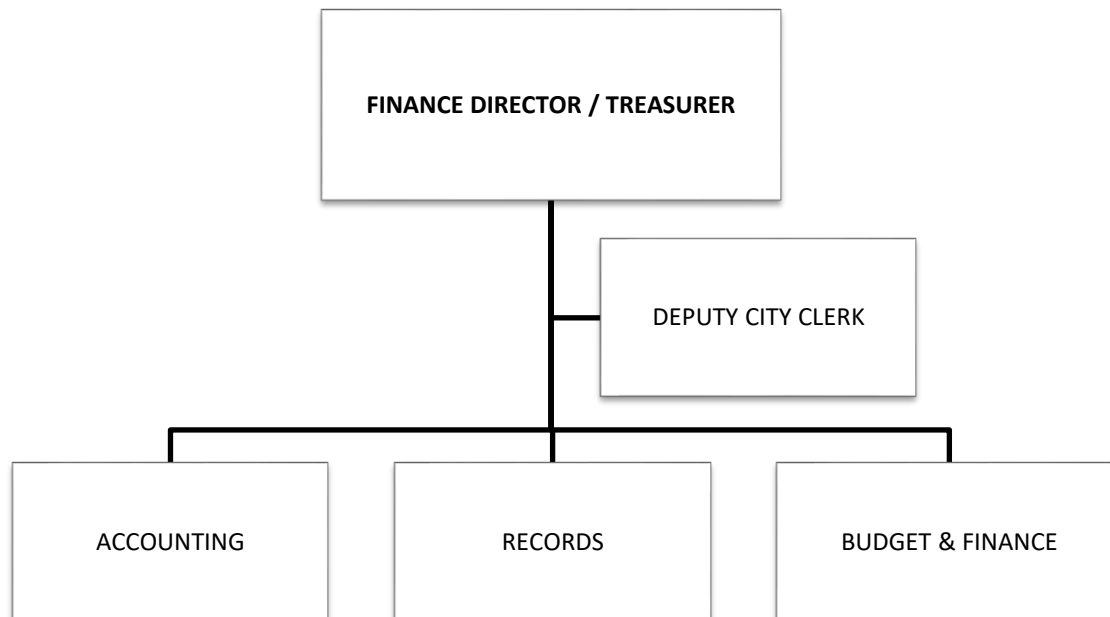 FINANCE DIRECTOR / TREASURER
DEPUTY CITY CLERK
ACCOUNTING
RECORDS
BUDGET & FINANCE